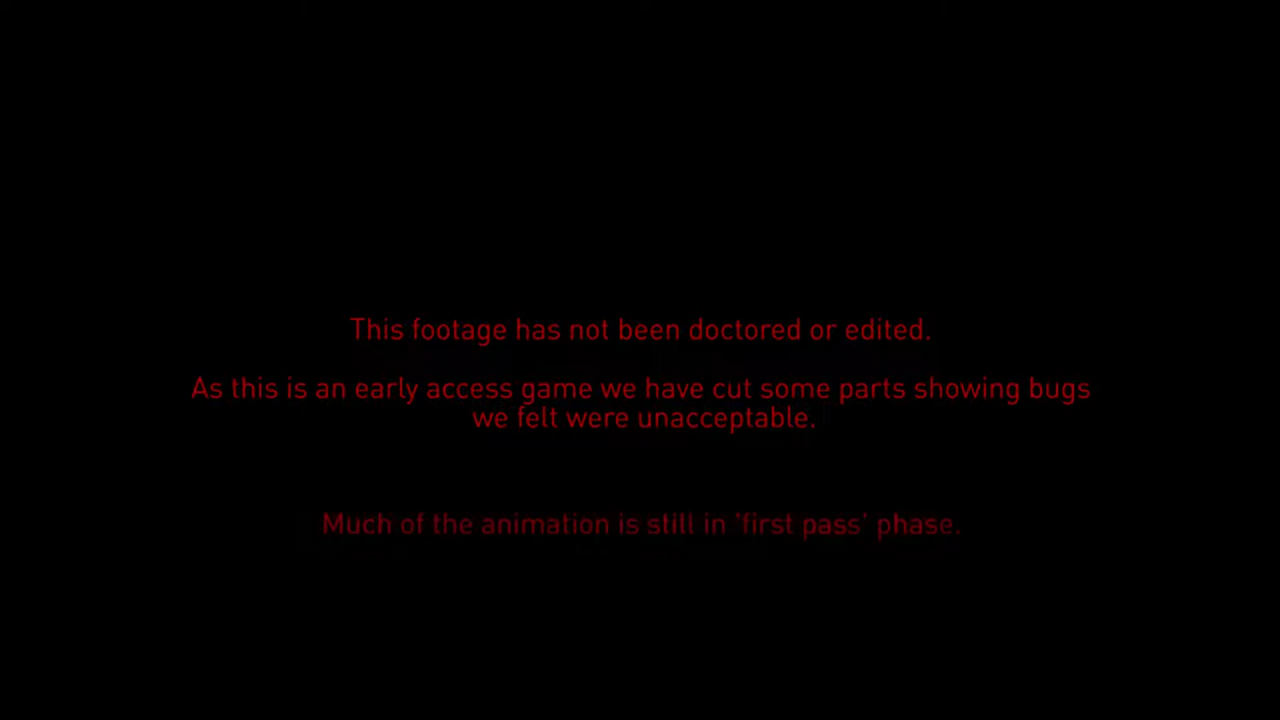 This footage has not been doctored or edited.
As this is an early access game we have cut some parts showing bugs
we felt were unacceptable.
Much of the animation is still in 'first pass' phase.